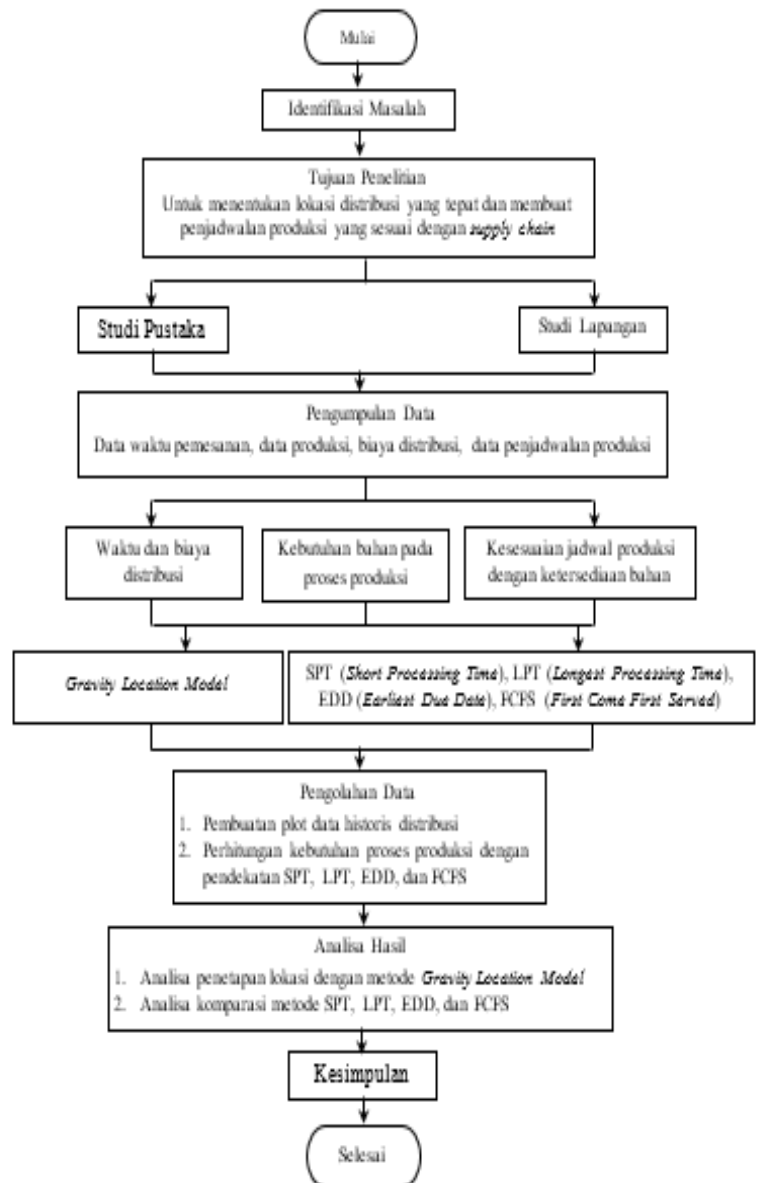 Mulai
Identifikasi Masalah
Tujuan Penelitian
Untuk menentukan lokasi distribusi yang tepat dan membuat
penjadwalan produksi yang sesuai dengan supply chain
Studi Pustaka
Studi Lapangan
Pengumpulan Data
Data waktu pemesanan, data produksi, biaya distribusi, data penjadwalan produksi
Waktu dan biaya
distribusi
Kebutuhan bahan pada
proses produksi
Kesesuaian jadwal produksi
dengan ketersediaan bahan
Gravity Location Model
SPT (Short Processing Time), LPT (Longest Processing Time),
EDD (Earliest Due Date), FCFS (First Come First Served)
Pengolahan Data
1. Pembuatan plot data historis distribusi
2. Perhitungan kebutuhan proses produksi dengan
pendekatan SPT, LPT, EDD, dan FCFS
Analisa Hasil
1. Analisa penetapan lokasi dengan metode Gravity Location Model
2. Analisa komparasi metode SPT, LPT, EDD, dan FCFS
Kesimpulan
Selesai